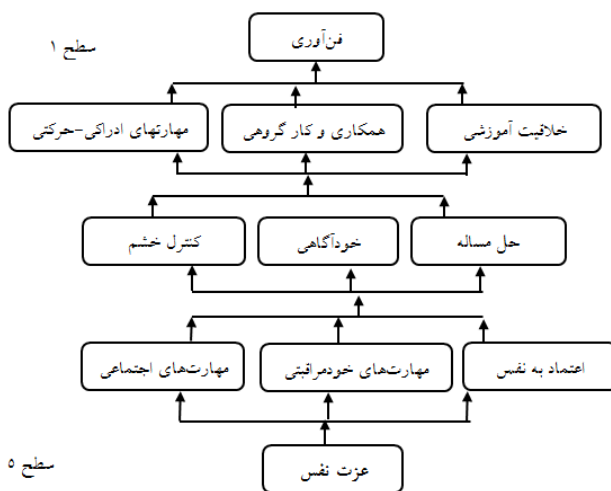 فن‌آوری
سطح ۱
خلاقیت آموزشی
همکاری و کار گروهی
مهارتهای ادراکی-حرکتی
حل مساله
خودآگاهی
کنترل خشم
اعتماد به نفس
مهارت‌های خودمراقبتی
مهارت‌های اجتماعی
عزت نفس
سطح ۵